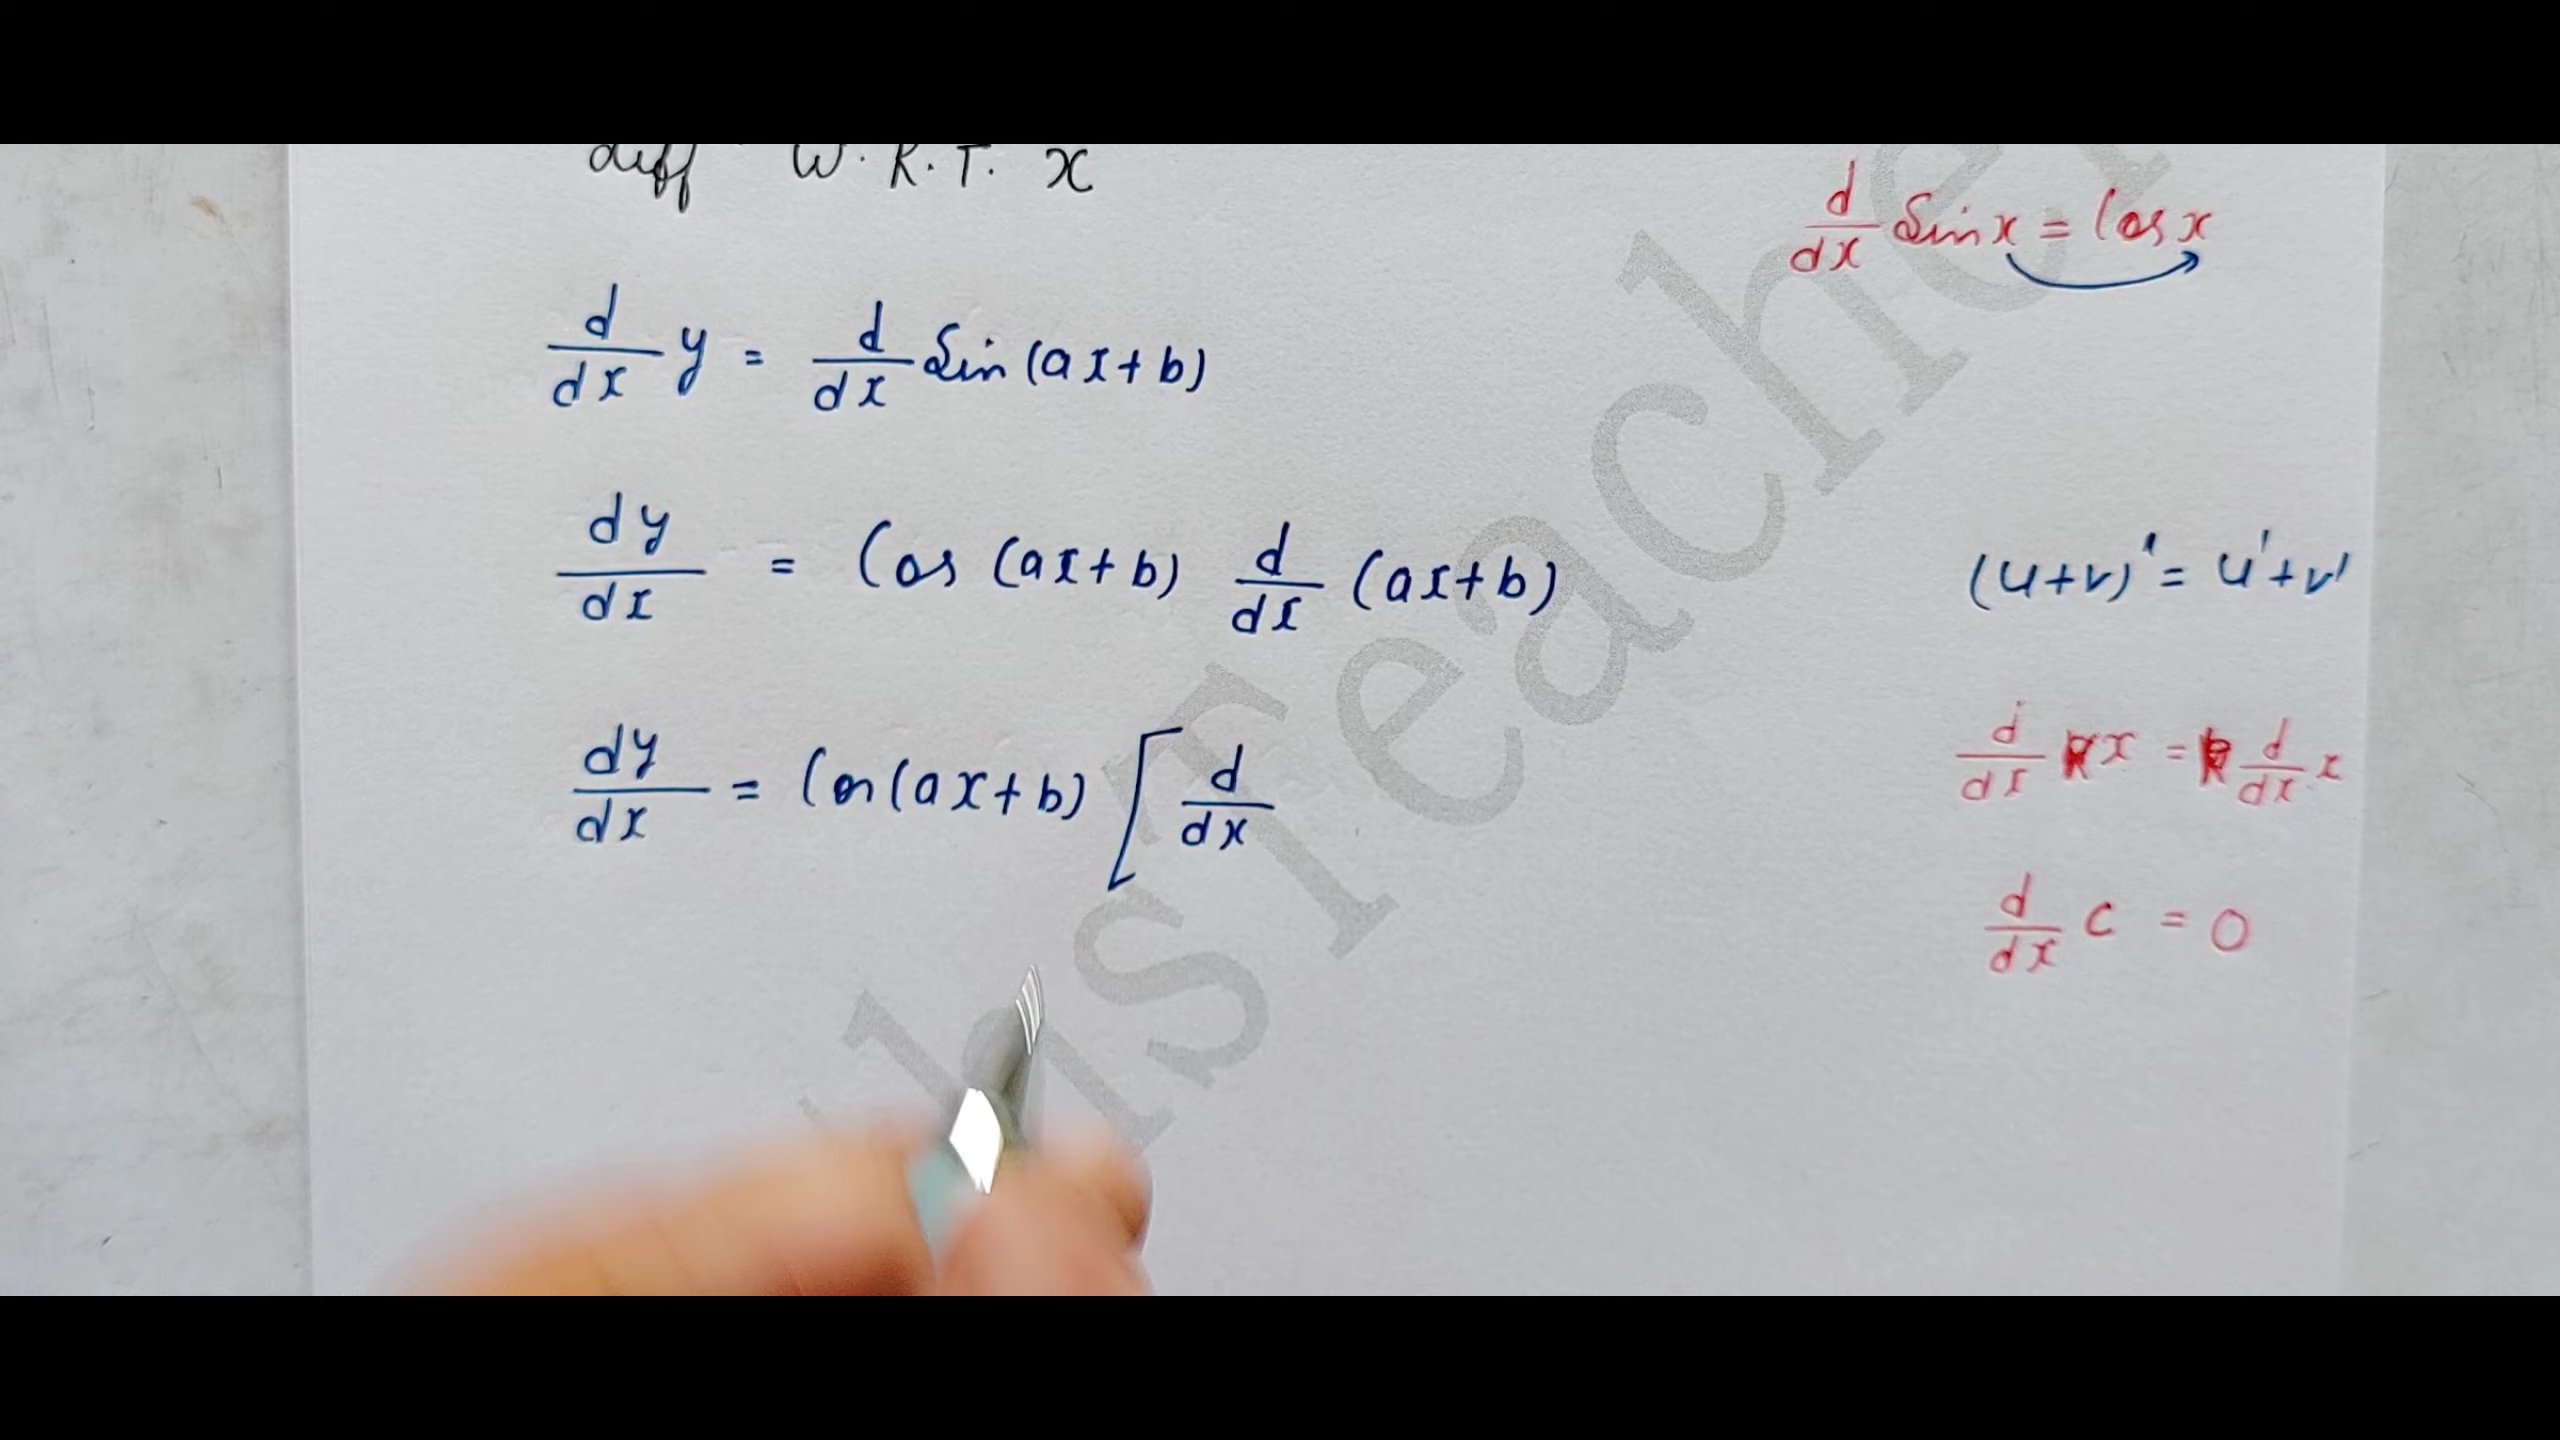 diff W.R.T. x
d/dx Sin x = Cos x
d/dx y = d/dx Sin (ax+b)
dy/dx = Cos (ax+b) d/dx (ax+b)
(u+v)' = u'+v'
dy/dx = Cos (ax+b) [ d/dx
d/dx k x = k d/dx x
d/dx c = 0